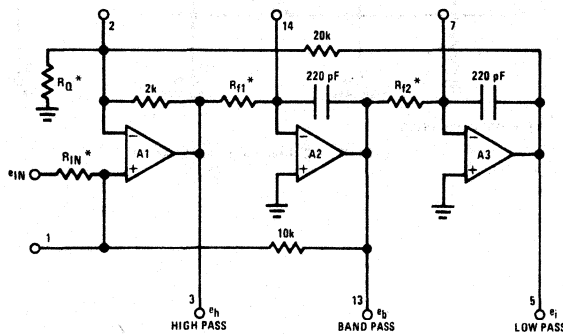 2
14
7
20k
RQ*
2k
Rf1*
220 pF
Rf2*
220 pF
−
A1
+
−
A2
+
−
A3
+
eIN
RIN*
1
10k
3
eh
HIGH PASS
13
eb
BAND PASS
5
el
LOW PASS